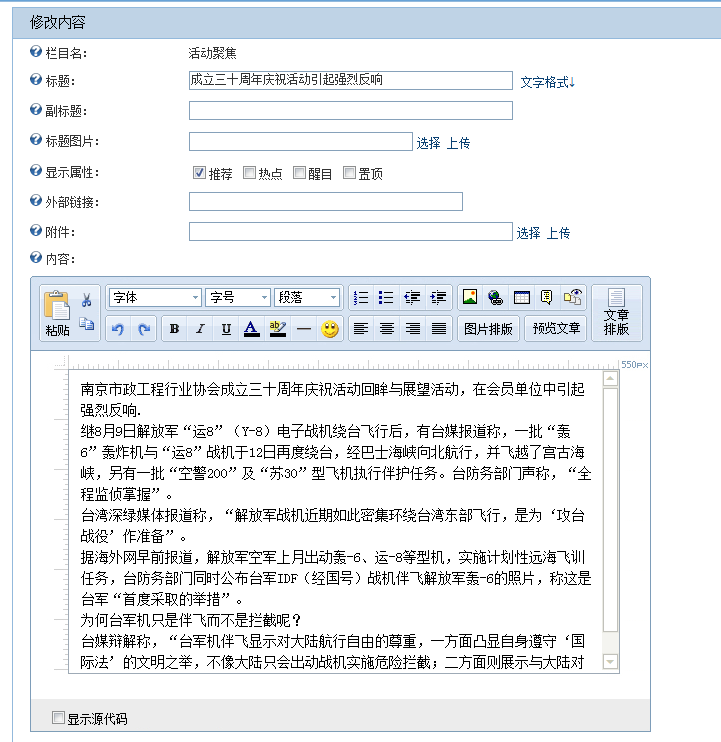 修改内容
栏目名：
活动聚焦
标题：
成立三十周年庆祝活动引起强烈反响
文字格式↓
副标题：
标题图片：
选择 上传
显示属性：
推荐 热点 醒目 置顶
外部链接：
附件：
选择 上传
内容：
粘贴
字体 字号 段落
B I U A ab
图片排版 预览文章
文章
排版
550px
南京市政工程行业协会成立三十周年庆祝活动回眸与展望活动，在会员单位中引起
强烈反响.
继8月9日解放军“运8”（Y-8）电子战机绕台飞行后，有台媒报道称，一批“轰
6”轰炸机与“运8”战机于12日再度绕台，经巴士海峡向北航行，并飞越了宫古海
峡，另有一批“空警200”及“苏30”型飞机执行伴护任务。台防务部门声称，“全
程监侦掌握”。
台湾深绿媒体报道称，“解放军战机近期如此密集环绕台湾东部飞行，是为‘攻台
战役’作准备”。
据海外网早前报道，解放军空军上月出动轰-6、运-8等型机，实施计划性远海飞训
任务，台防务部门同时公布台军IDF（经国号）战机伴飞解放军轰-6的照片，称这是
台军“首度采取的举措”。
为何台军机只是伴飞而不是拦截呢？
台媒辩解称，“台军机伴飞显示对大陆航行自由的尊重，一方面凸显自身遵守‘国
际法’的文明之举，不像大陆只会出动战机实施危险拦截；二方面则展示与大陆对
显示源代码